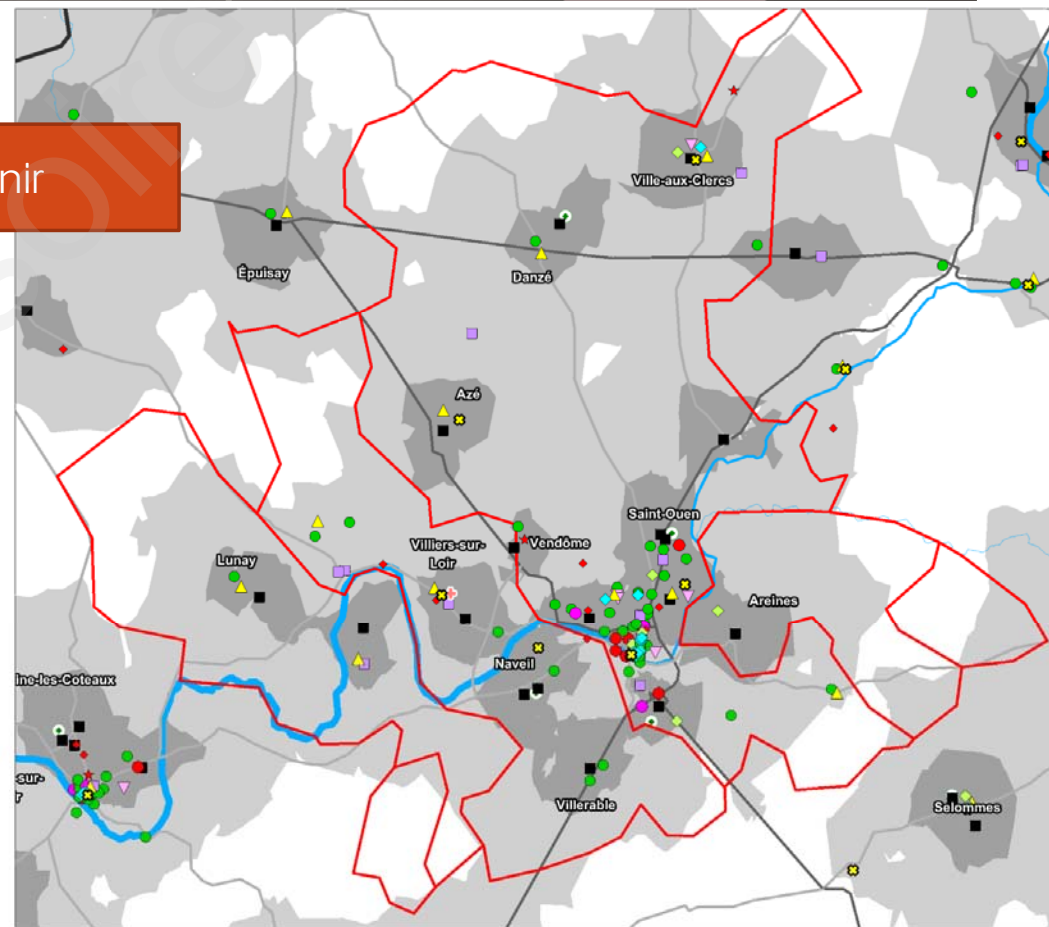 nir
Ville-aux-Clercs
Épuisay
Danzé
Azé
Saint-Ouen
Villiers-sur-
Loir
Vendôme
Lunay
Areines
Naveil
ine-les-Coteaux
-sur-
r
Villerable
Selommes